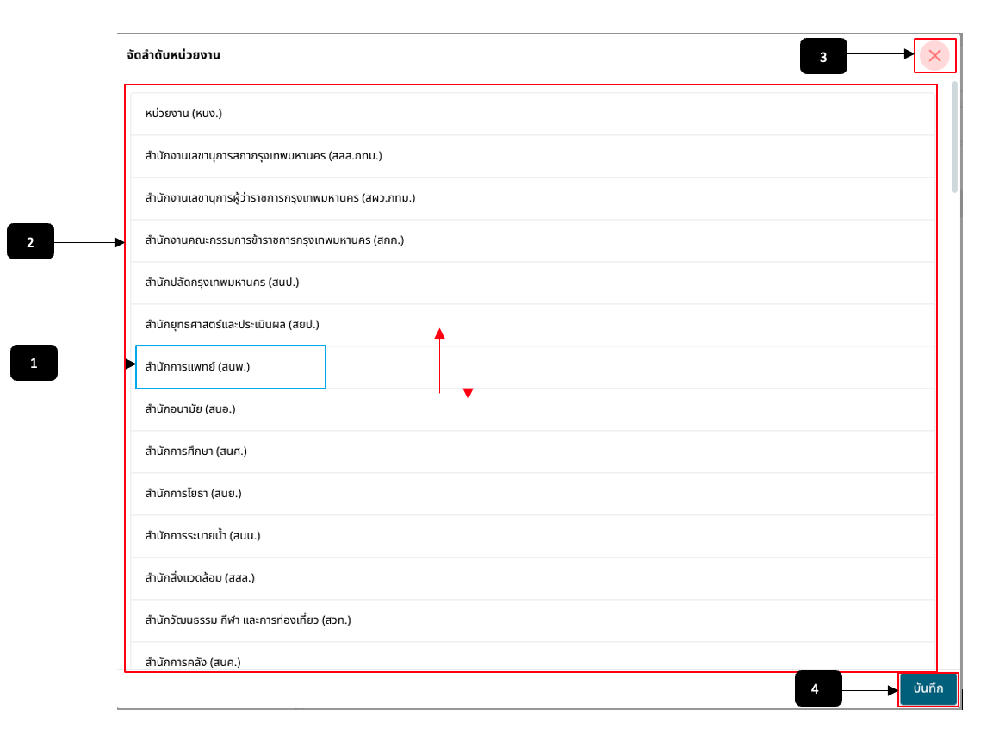 จัดลำดับหน่วยงาน
3
หน่วยงาน (หนง.)
สำนักงานเลขานุการสภากรุงเทพมหานคร (สลส.กทม.)
สำนักงานเลขานุการผู้ว่าราชการกรุงเทพมหานคร (สผว.กทม.)
2
สำนักงานคณะกรรมการข้าราชการกรุงเทพมหานคร (สกก.)
สำนักปลัดกรุงเทพมหานคร (สนป.)
สำนักยุทธศาสตร์และประเมินผล (สยป.)
1
สำนักการแพทย์ (สนพ.)
สำนักอนามัย (สนอ.)
สำนักการศึกษา (สนศ.)
สำนักการโยธา (สนย.)
สำนักการระบายน้ำ (สนน.)
สำนักสิ่งแวดล้อม (สสล.)
สำนักวัฒนธรรม กีฬา และการท่องเที่ยว (สวท.)
สำนักการคลัง (สนค.)
4
บันทึก